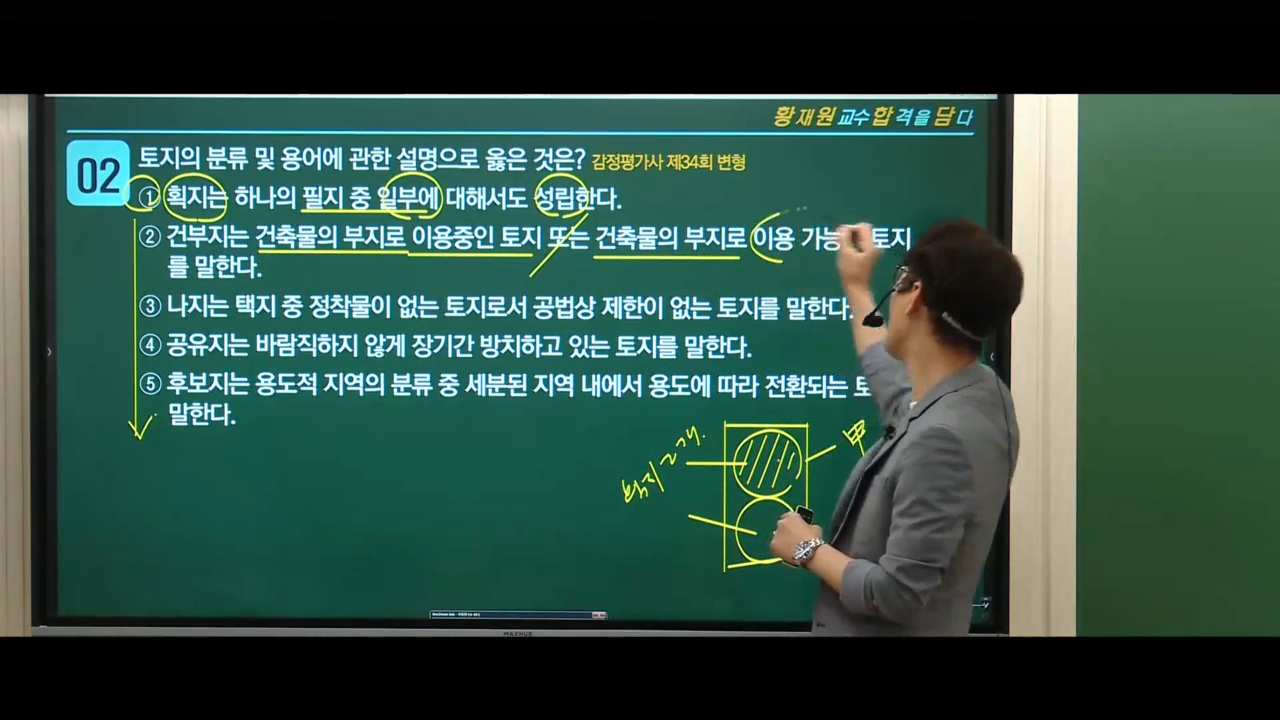 황재원교수합격을담다
02 토지의 분류 및 용어에 관한 설명으로 옳은 것은? 감정평가사 제34회 변형
① 획지는 하나의 필지 중 일부에 대해서도 성립한다.
② 건부지는 건축물의 부지로 이용중인 토지 또는 건축물의 부지로 이용 가능 토지
를 말한다.
③ 나지는 택지 중 정착물이 없는 토지로서 공법상 제한이 없는 토지를 말한다.
④ 공유지는 바람직하지 않게 장기간 방치하고 있는 토지를 말한다.
⑤ 후보지는 용도적 지역의 분류 중 세분된 지역 내에서 용도에 따라 전환되는 토
말한다.
甲
MAXHUB